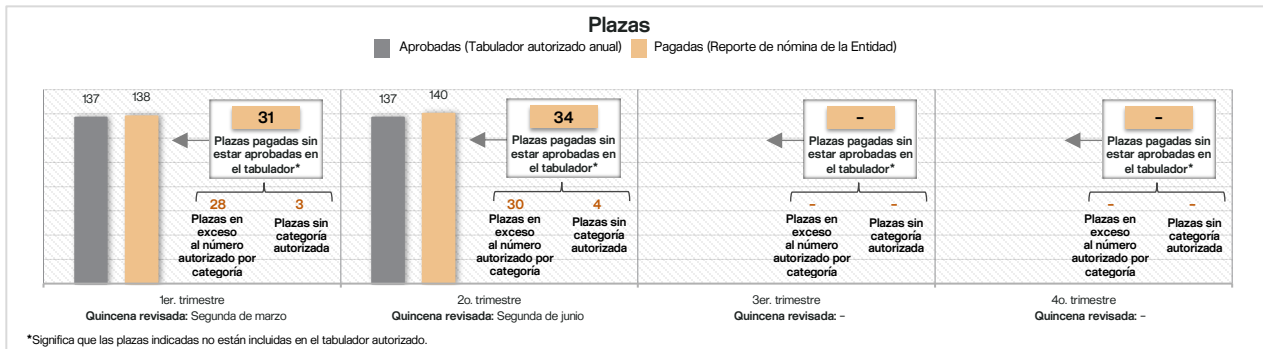 Plazas
Aprobadas (Tabulador autorizado anual)
Pagadas (Reporte de nómina de la Entidad)
137
138
31
Plazas pagadas sin
estar aprobadas en
el tabulador*
28
3
Plazas en
exceso
al número
autorizado por
categoría
Plazas sin
categoría
autorizada
137
140
34
Plazas pagadas sin
estar aprobadas en
el tabulador*
30
4
Plazas en
exceso
al número
autorizado por
categoría
Plazas sin
categoría
autorizada
-
Plazas pagadas sin
estar aprobadas en
el tabulador*
-
-
Plazas en
exceso
al número
autorizado por
categoría
Plazas sin
categoría
autorizada
-
Plazas pagadas sin
estar aprobadas en
el tabulador*
-
-
Plazas en
exceso
al número
autorizado por
categoría
Plazas sin
categoría
autorizada
1er. trimestre
Quincena revisada: Segunda de marzo
2o. trimestre
Quincena revisada: Segunda de junio
3er. trimestre
Quincena revisada: -
4o. trimestre
Quincena revisada: -
*Significa que las plazas indicadas no están incluidas en el tabulador autorizado.